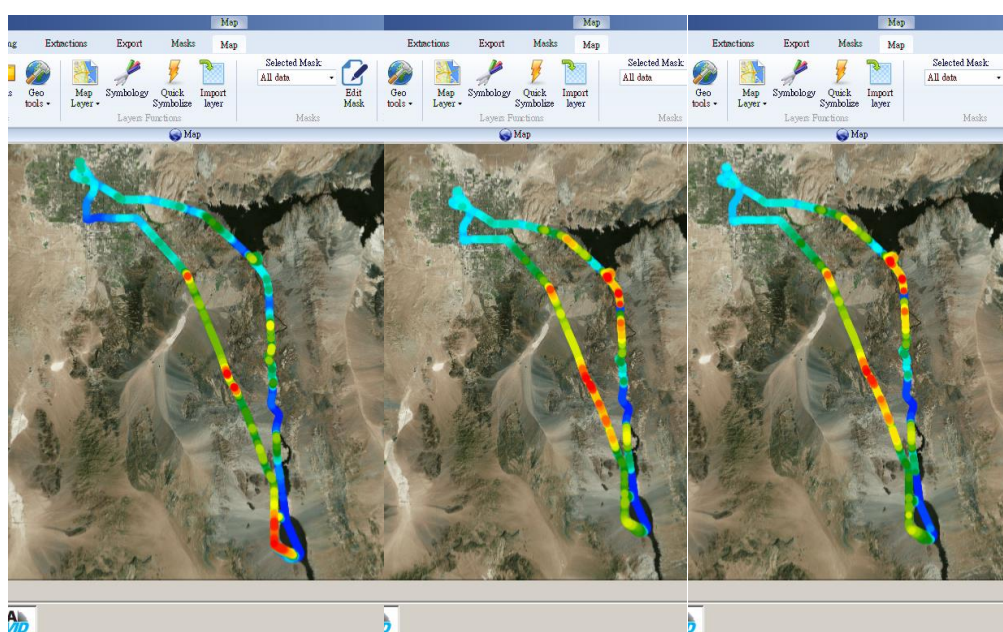 Map Map Map
ng Extractions Export Masks Map Extractions Export Masks Map Extractions Export Masks Map
Selected Mask: Selected Mask: Selected Mask:
All data All data All data
s Geo tools Map Layer Symbology Quick Symbolize Import layer Edit Mask Geo tools Map Layer Symbology Quick Symbolize Import layer Geo tools Map Layer Symbology Quick Symbolize Import layer
Layers Functions Masks Layers Functions Masks Layers Functions Masks
Map Map Map